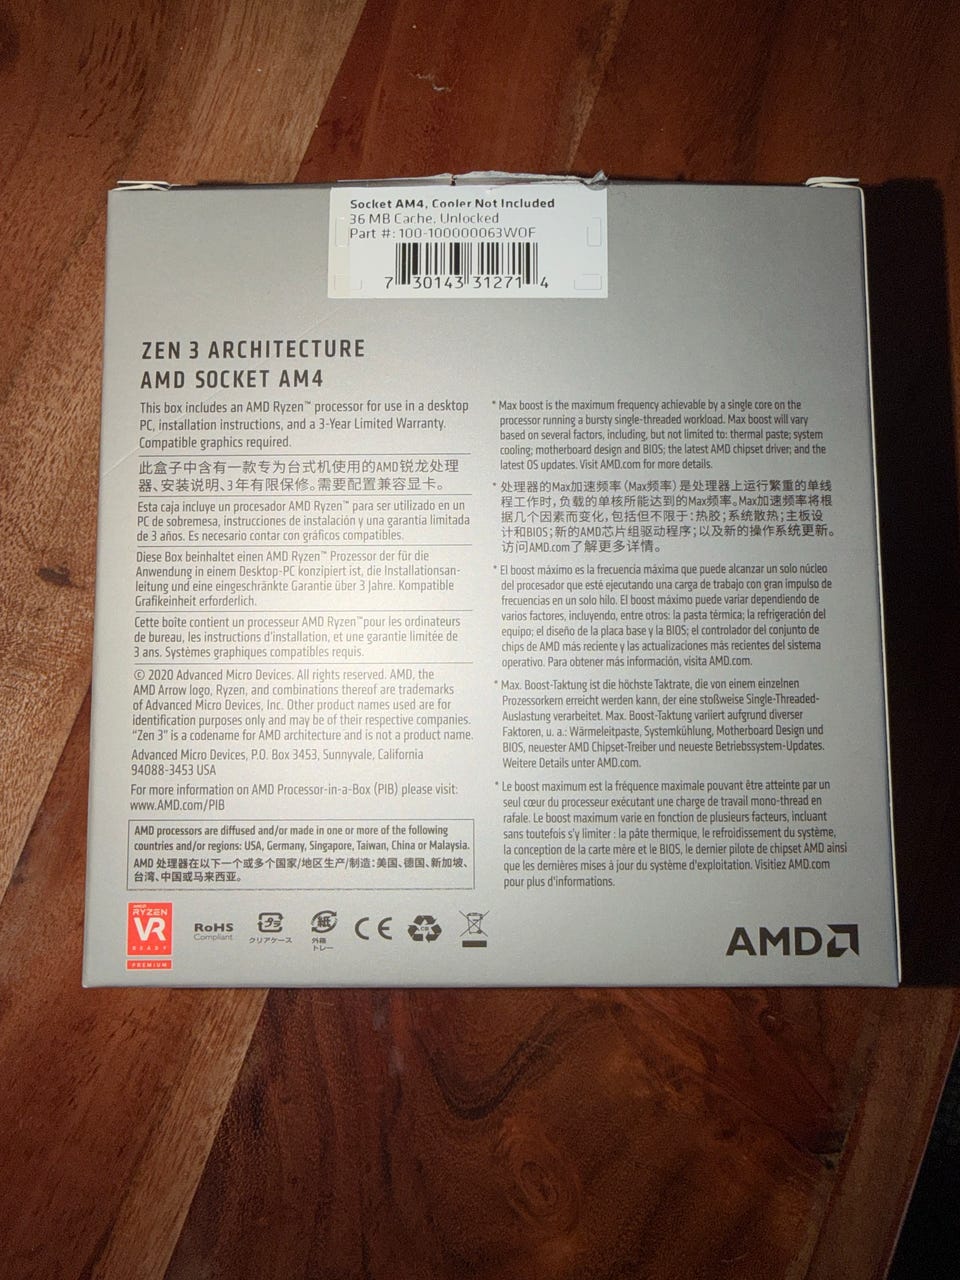 Socket AM4, Cooler Not Included
36 MB Cache, Unlocked
Part #: 100-100000063WOF
7 30143 31271 4
ZEN 3 ARCHITECTURE
AMD SOCKET AM4
This box includes an AMD Ryzen™ processor for use in a desktop
PC, installation instructions, and a 3-Year Limited Warranty.
Compatible graphics required.
此盒子中含有一款专为台式机使用的AMD锐龙处理
器、安装说明、3年有限保修。需要配置兼容显卡。
Esta caja incluye un procesador AMD Ryzen™ para ser utilizado en un
PC de sobremesa, instrucciones de instalación y una garantía limitada
de 3 años. Es necesario contar con gráficos compatibles.
Diese Box beinhaltet einen AMD Ryzen™ Prozessor der für die
Anwendung in einem Desktop-PC konzipiert ist, die Installationsan-
leitung und eine eingeschränkte Garantie über 3 Jahre. Kompatible
Grafikeinheit erforderlich.
Cette boîte contient un processeur AMD Ryzen™pour les ordinateurs
de bureau, les instructions d'installation, et une garantie limitée de
3 ans. Systèmes graphiques compatibles requis.
© 2020 Advanced Micro Devices. All rights reserved. AMD, the
AMD Arrow logo, Ryzen, and combinations thereof are trademarks
of Advanced Micro Devices, Inc. Other product names used are for
identification purposes only and may be of their respective companies.
“Zen 3” is a codename for AMD architecture and is not a product name.
Advanced Micro Devices, P.O. Box 3453, Sunnyvale, California
94088-3453 USA
For more information on AMD Processor-in-a-Box (PIB) please visit:
www.AMD.com/PIB
AMD processors are diffused and/or made in one or more of the following
countries and/or regions: USA, Germany, Singapore, Taiwan, China or Malaysia.
AMD 处理器在以下一个或多个国家/地区生产/制造：美国、德国、新加坡、
台湾、中国或马来西亚。
* Max boost is the maximum frequency achievable by a single core on the
processor running a bursty single-threaded workload. Max boost will vary
based on several factors, including, but not limited to: thermal paste; system
cooling; motherboard design and BIOS; the latest AMD chipset driver; and the
latest OS updates. Visit AMD.com for more details.
* 处理器的Max加速频率（Max频率）是处理器上运行繁重的单线
程工作时，负载的单核所能达到的Max频率。Max加速频率将根
据几个因素而变化，包括但不限于：热胶；系统散热；主板设
计和BIOS；新的AMD芯片组驱动程序；以及新的操作系统更新。
访问AMD.com了解更多详情。
* El boost máximo es la frecuencia máxima que puede alcanzar un solo núcleo
del procesador que esté ejecutando una carga de trabajo con gran impulso de
frecuencias en un solo hilo. El boost máximo puede variar dependiendo de
varios factores, incluyendo, entre otros: la pasta térmica; la refrigeración del
equipo; el diseño de la placa base y la BIOS; el controlador del conjunto de
chips de AMD más reciente y las actualizaciones más recientes del sistema
operativo. Para obtener más información, visita AMD.com.
* Max. Boost-Taktung ist die höchste Taktrate, die von einem einzelnen
Prozessorkern erreicht werden kann, der eine stoßweise Single-Threaded-
Auslastung verarbeitet. Max. Boost-Taktung variiert aufgrund diverser
Faktoren, u. a.: Wärmeleitpaste, Systemkühlung, Motherboard Design und
BIOS, neuester AMD Chipset-Treiber und neueste Betriebssystem-Updates.
Weitere Details unter AMD.com.
* Le boost maximum est la fréquence maximale pouvant être atteinte par un
seul cœur du processeur exécutant une charge de travail mono-thread en
rafale. Le boost maximum varie en fonction de plusieurs facteurs, incluant
sans toutefois s'y limiter : la pâte thermique, le refroidissement du système,
la conception de la carte mère et le BIOS, le dernier pilote de chipset AMD ainsi
que les dernières mises à jour du système d'exploitation. Visitiez AMD.com
pour plus d'informations.
AMD
RYZEN
VR
READY
PREMIUM
RoHS
Compliant
プラ
クリアケース
紙
外箱
トレー
CE
CB
AMD